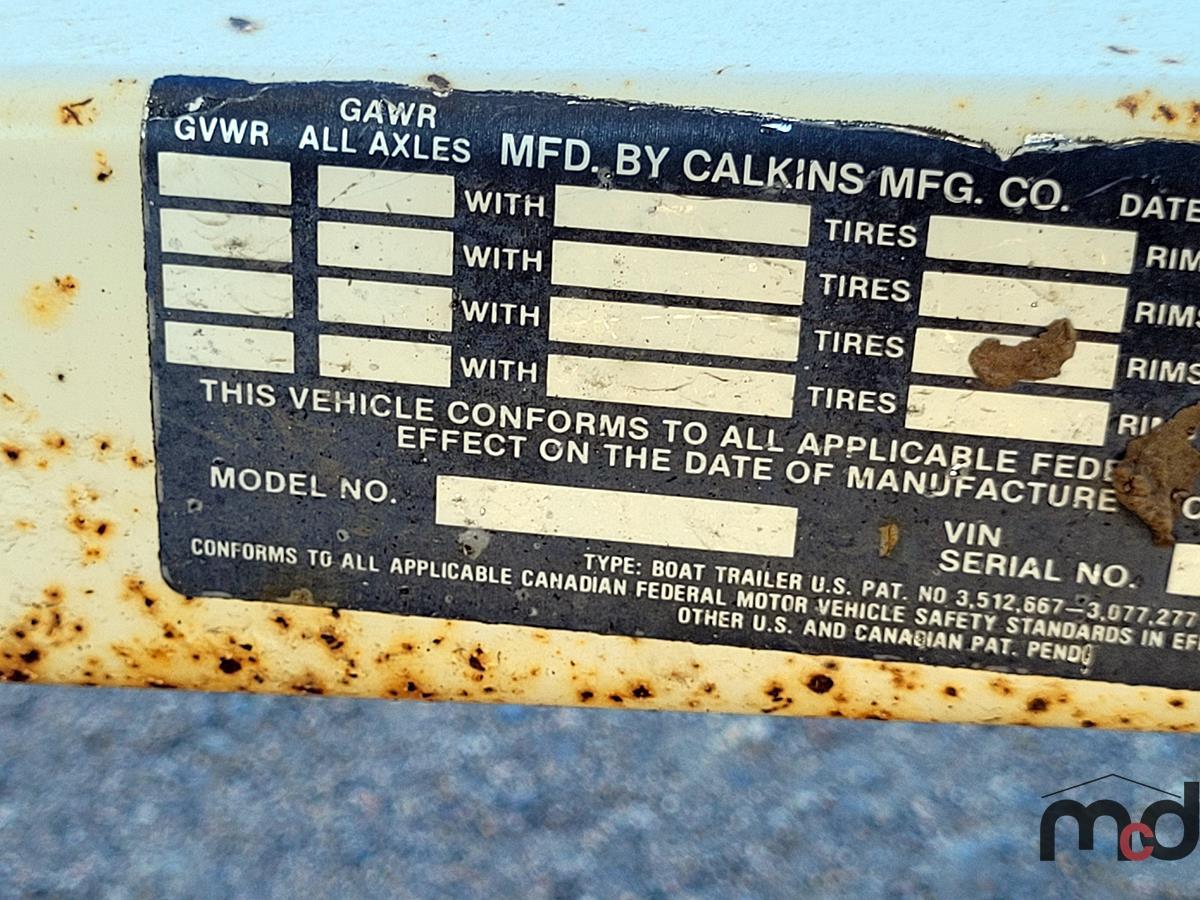 GVWR
GAWR
ALL AXLES
MFD. BY CALKINS MFG. CO.
DATE
WITH TIRES RIM
WITH TIRES RIMS
WITH TIRES RIMS
WITH TIRES RIM
THIS VEHICLE CONFORMS TO ALL APPLICABLE FEDE
EFFECT ON THE DATE OF MANUFACTURE
MODEL NO.
VIN
SERIAL NO.
TYPE: BOAT TRAILER U.S. PAT. NO 3,512,667-3,077,277
CONFORMS TO ALL APPLICABLE CANADIAN FEDERAL MOTOR VEHICLE SAFETY STANDARDS IN EF
OTHER U.S. AND CANADIAN PAT. PENDG
mcd